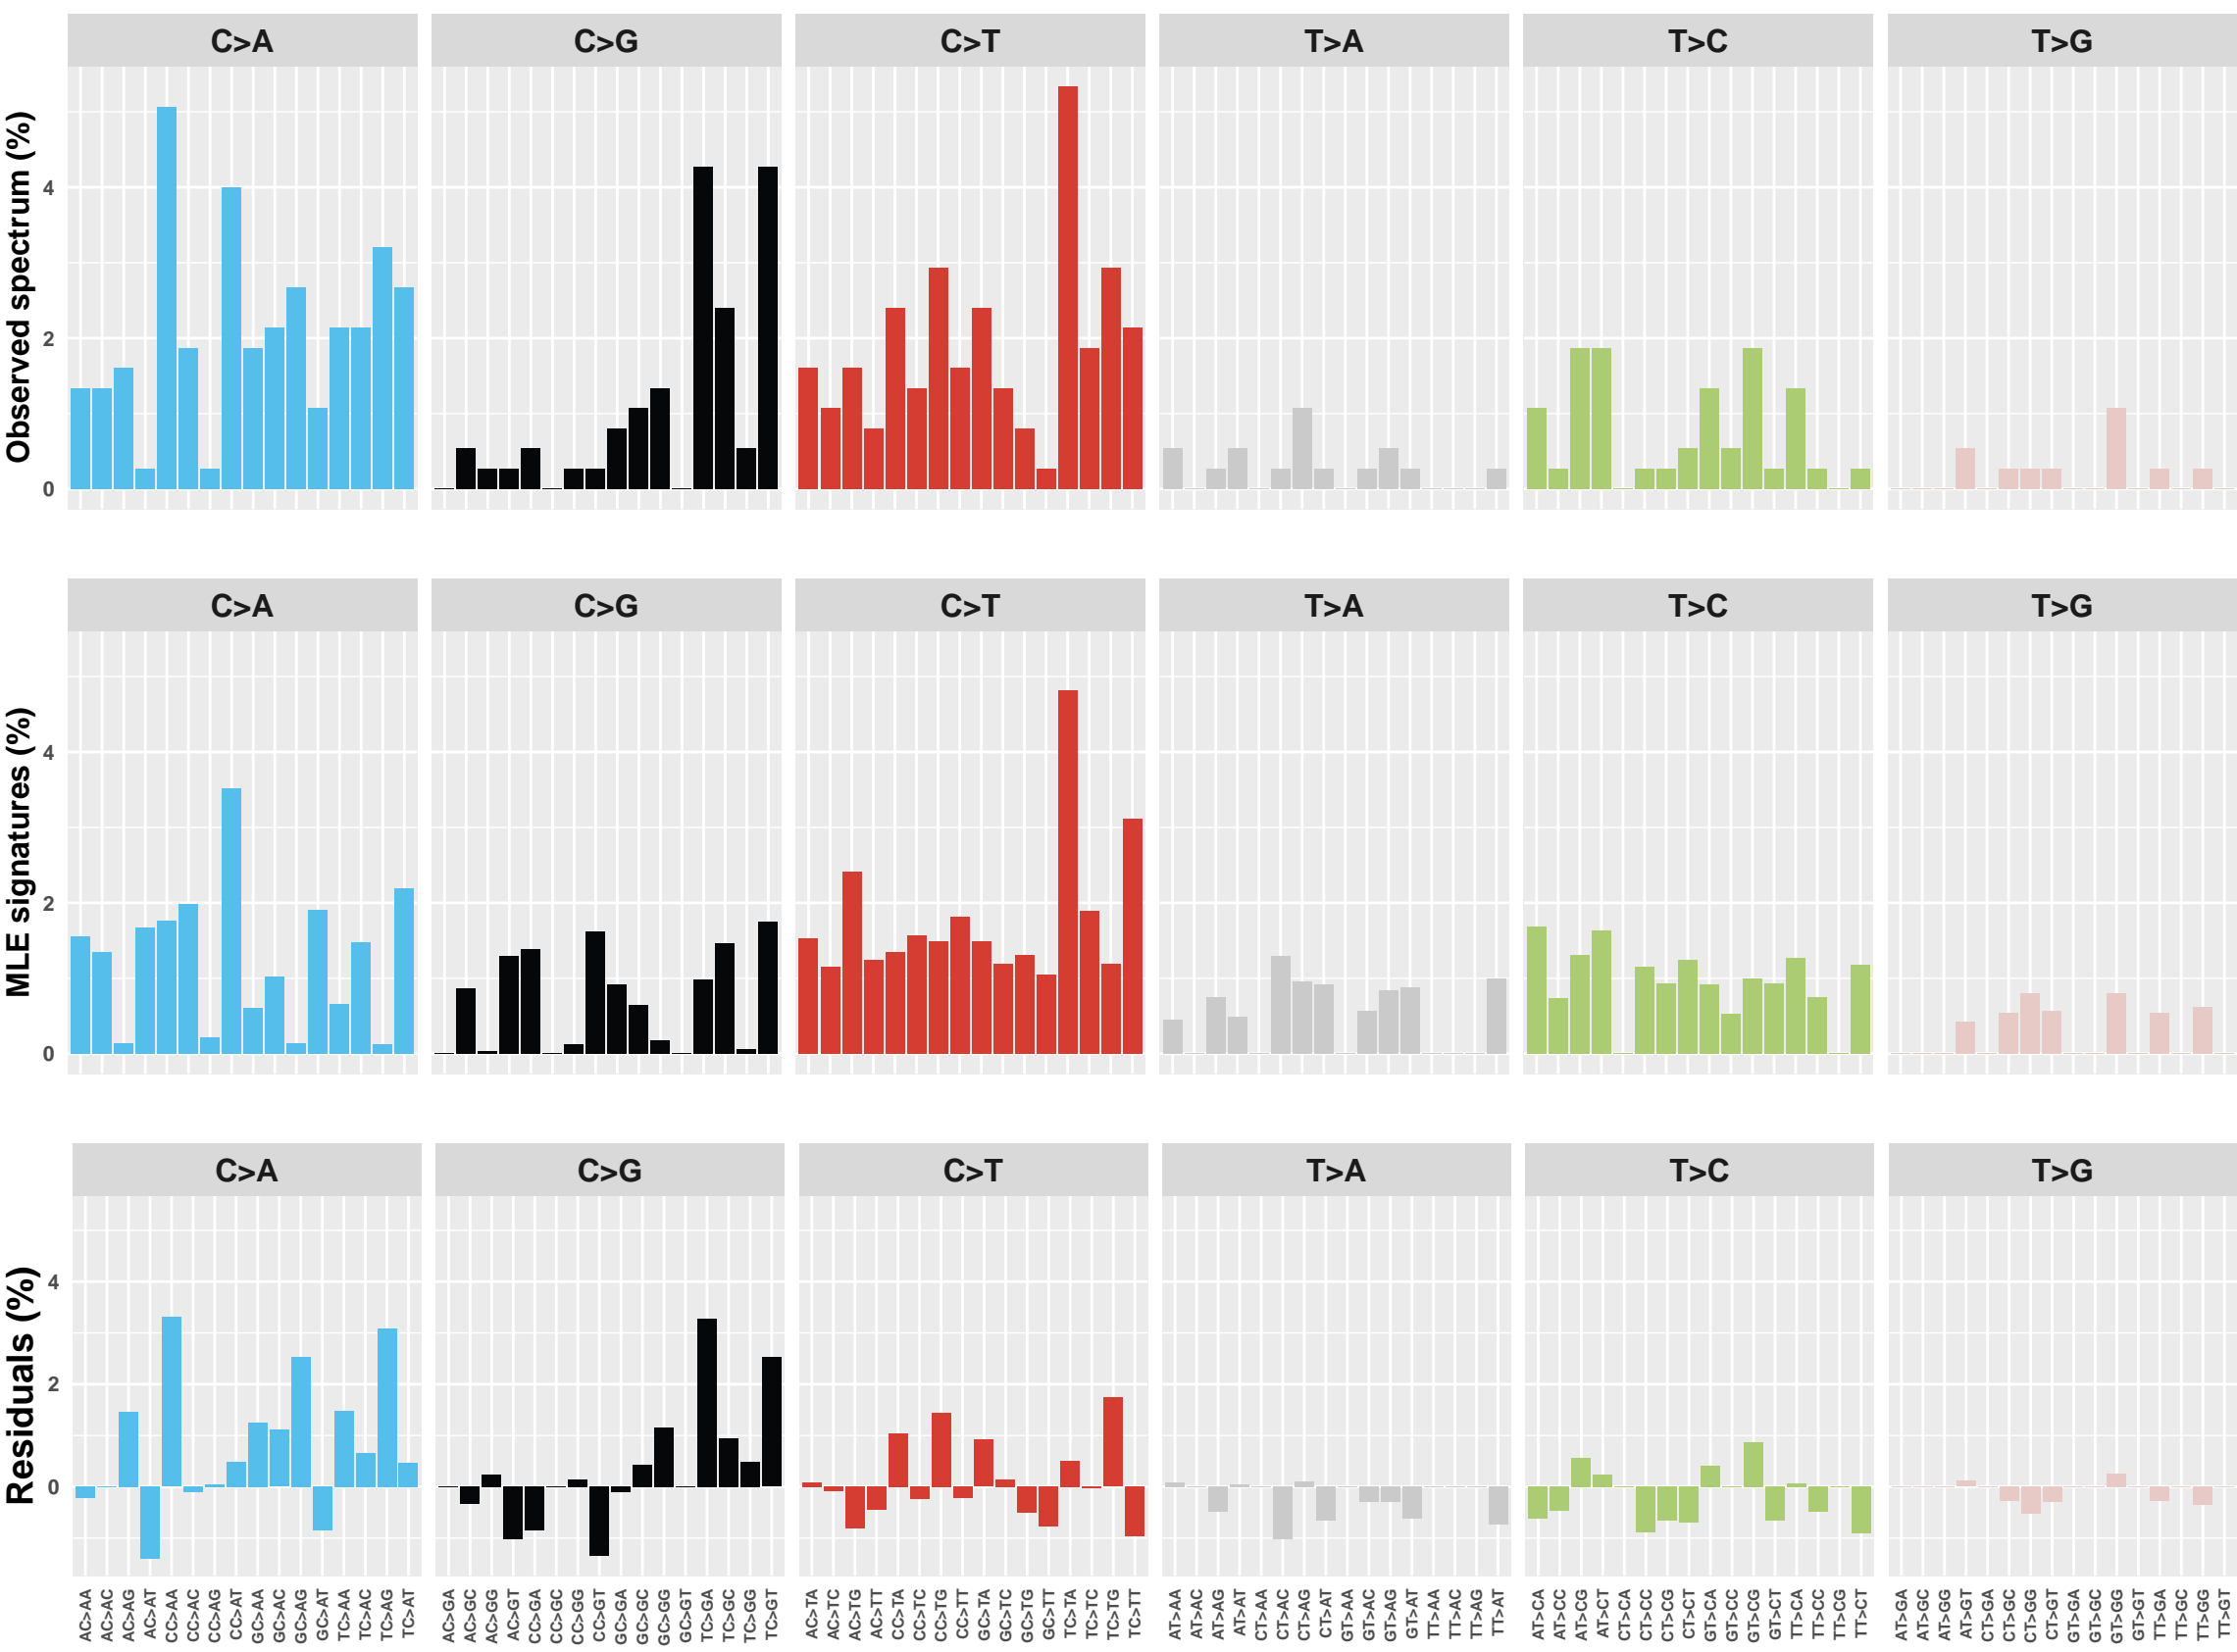 C>A C>G C>T T>A T>C T>G
Observed spectrum (%)
4
2
0
C>A C>G C>T T>A T>C T>G
MLE signatures (%)
4
2
0
C>A C>G C>T T>A T>C T>G
Residuals (%)
4
2
0
AC>AA AC>AC AC>AG AC>AT CC>AA CC>AC CC>AG CC>AT GC>AA GC>AC GC>AG GC>AT TC>AA TC>AC TC>AG TC>AT
AC>GA AC>GC AC>GG AC>GT CC>GA CC>GC CC>GG CC>GT GC>GA GC>GC GC>GG GC>GT TC>GA TC>GC TC>GG TC>GT
AC>TA AC>TC AC>TG AC>TT CC>TA CC>TC CC>TG CC>TT GC>TA GC>TC GC>TG GC>TT TC>TA TC>TC TC>TG TC>TT
AT>AA AT>AC AT>AG AT>AT CT>AA CT>AC CT>AG CT>AT GT>AA GT>AC GT>AG GT>AT TT>AA TT>AC TT>AG TT>AT
AT>CA AT>CC AT>CG AT>CT CT>CA CT>CC CT>CG CT>CT GT>CA GT>CC GT>CG GT>CT TT>CA TT>CC TT>CG TT>CT
AT>GA AT>GC AT>GG AT>GT CT>GA CT>GC CT>GG CT>GT GT>GA GT>GC GT>GG GT>GT TT>GA TT>GC TT>GG TT>GT